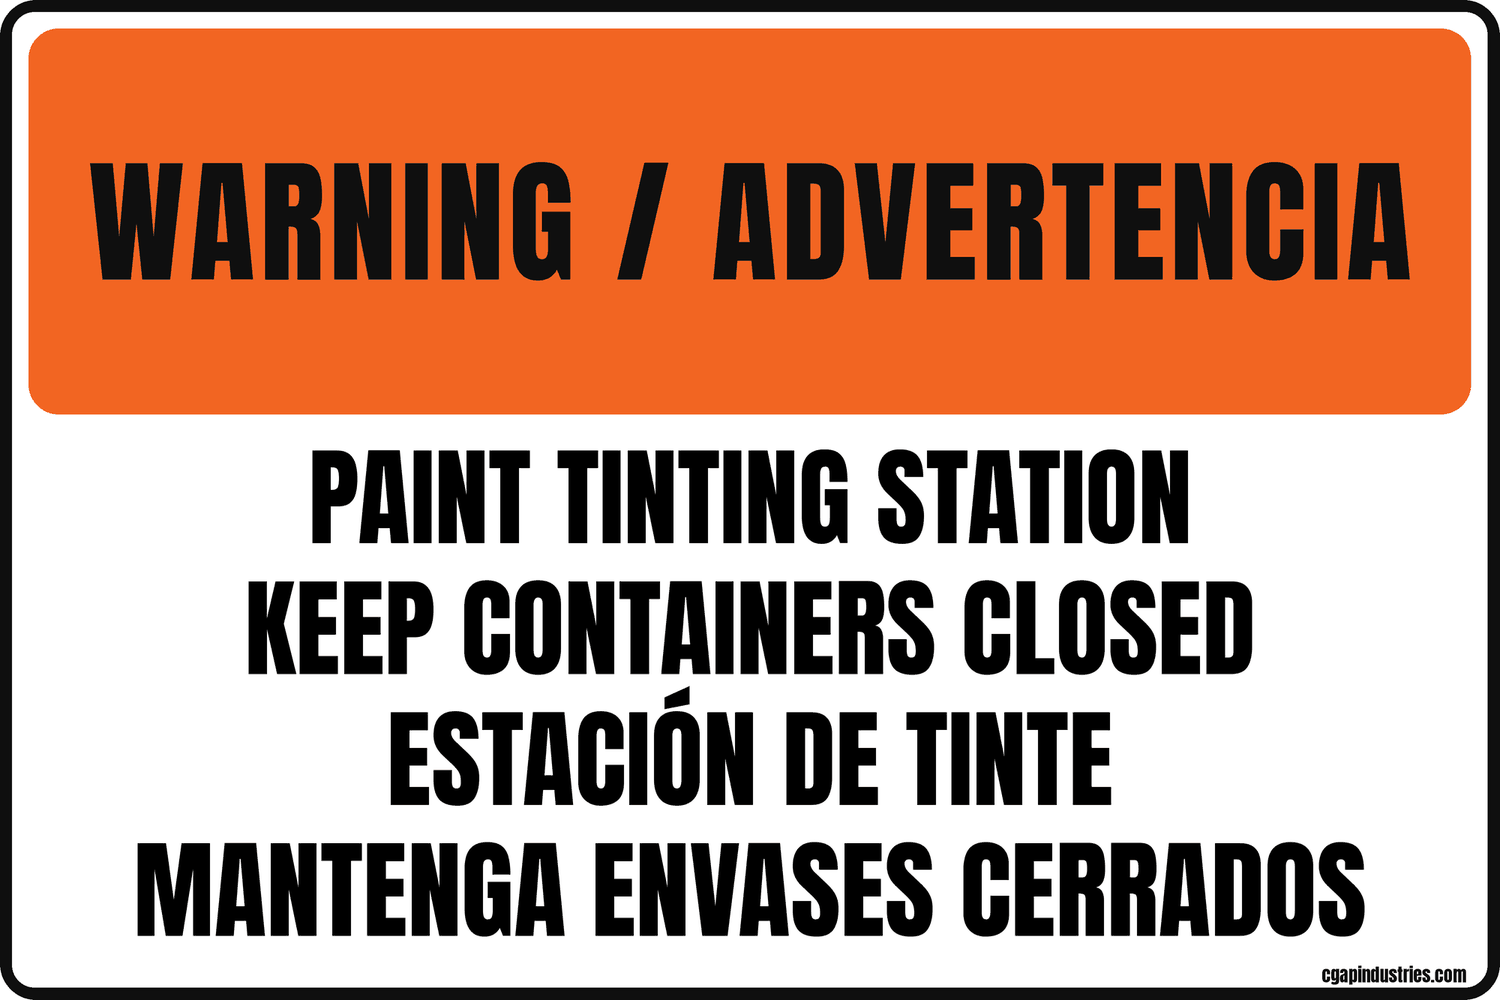 WARNING / ADVERTENCIA
PAINT TINTING STATION
KEEP CONTAINERS CLOSED
ESTACIÓN DE TINTE
MANTENGA ENVASES CERRADOS
cgapindustries.com